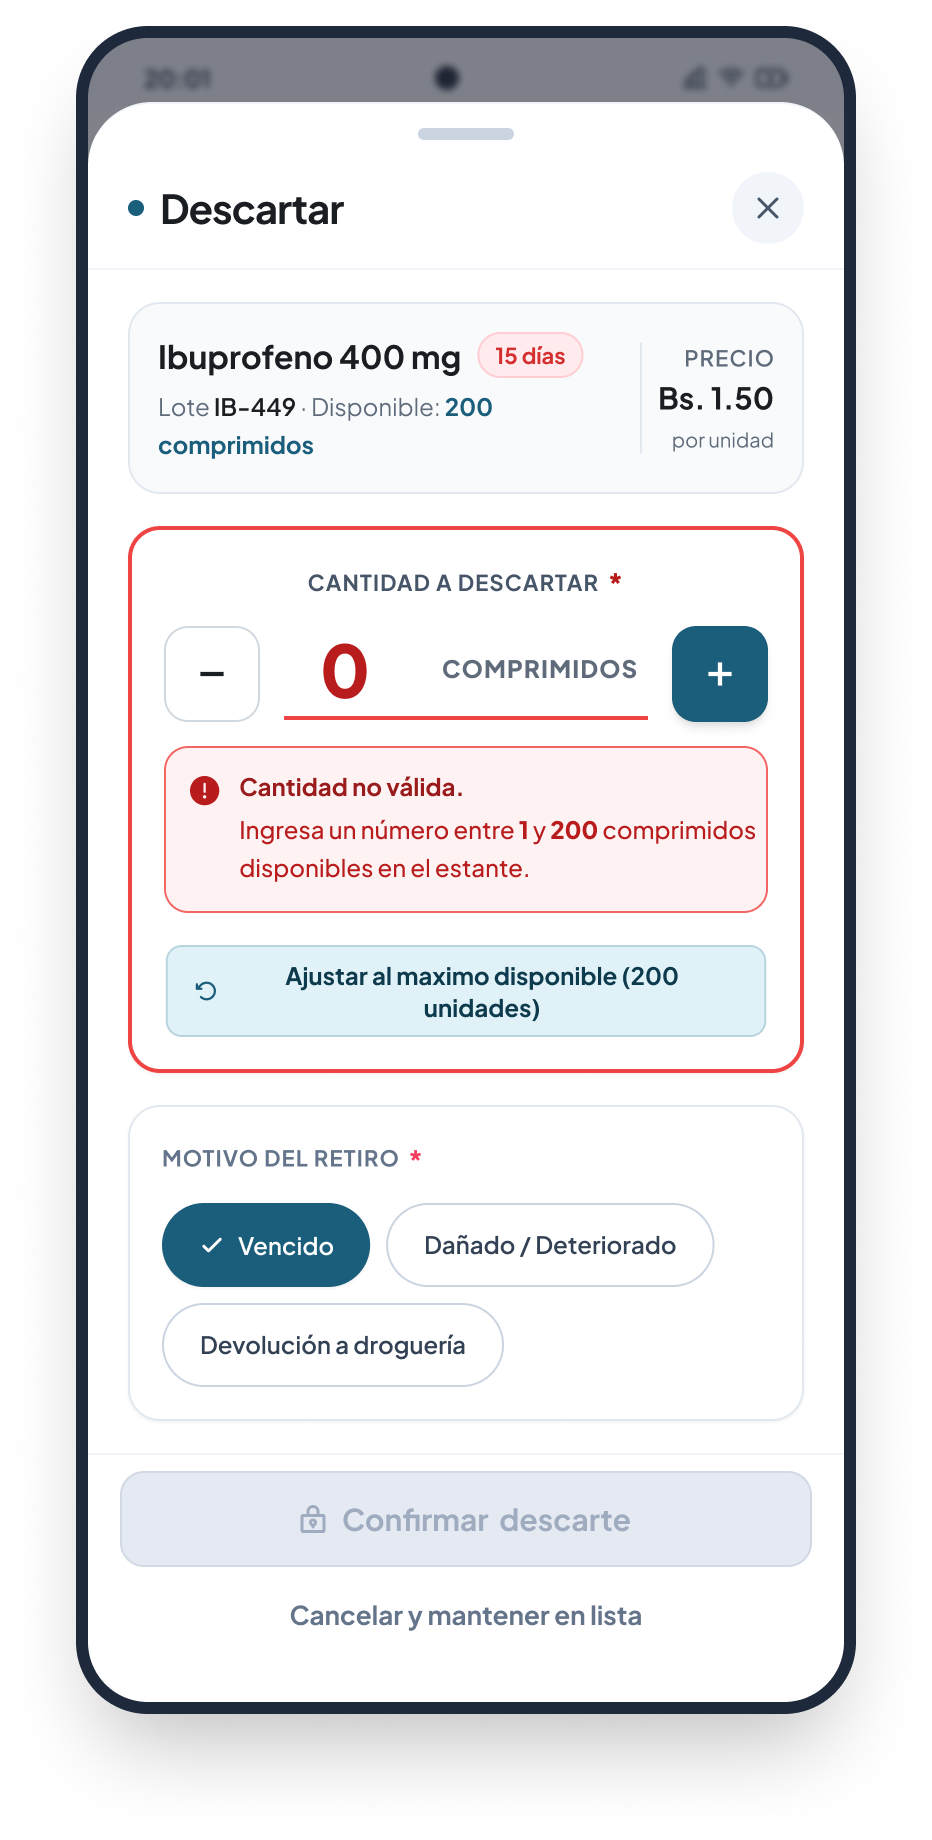 20:01
Descartar
Ibuprofeno 400 mg 15 días
Lote IB-449 · Disponible: 200
comprimidos
PRECIO
Bs. 1.50
por unidad
CANTIDAD A DESCARTAR *
− 0 COMPRIMIDOS +
Cantidad no válida.
Ingresa un número entre 1 y 200 comprimidos
disponibles en el estante.
Ajustar al maximo disponible (200
unidades)
MOTIVO DEL RETIRO *
Vencido Dañado / Deteriorado
Devolución a droguería
Confirmar descarte
Cancelar y mantener en lista